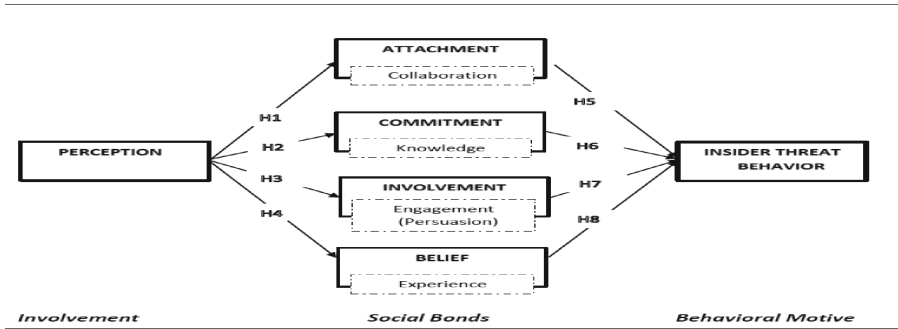 ATTACHMENT
Collaboration
H1
H5
COMMITMENT
Knowledge
H2
H6
PERCEPTION
INSIDER THREAT
BEHAVIOR
H3
INVOLVEMENT
Engagement
(Persuasion)
H7
H4
H8
BELIEF
Experience
Involvement
Social Bonds
Behavioral Motive